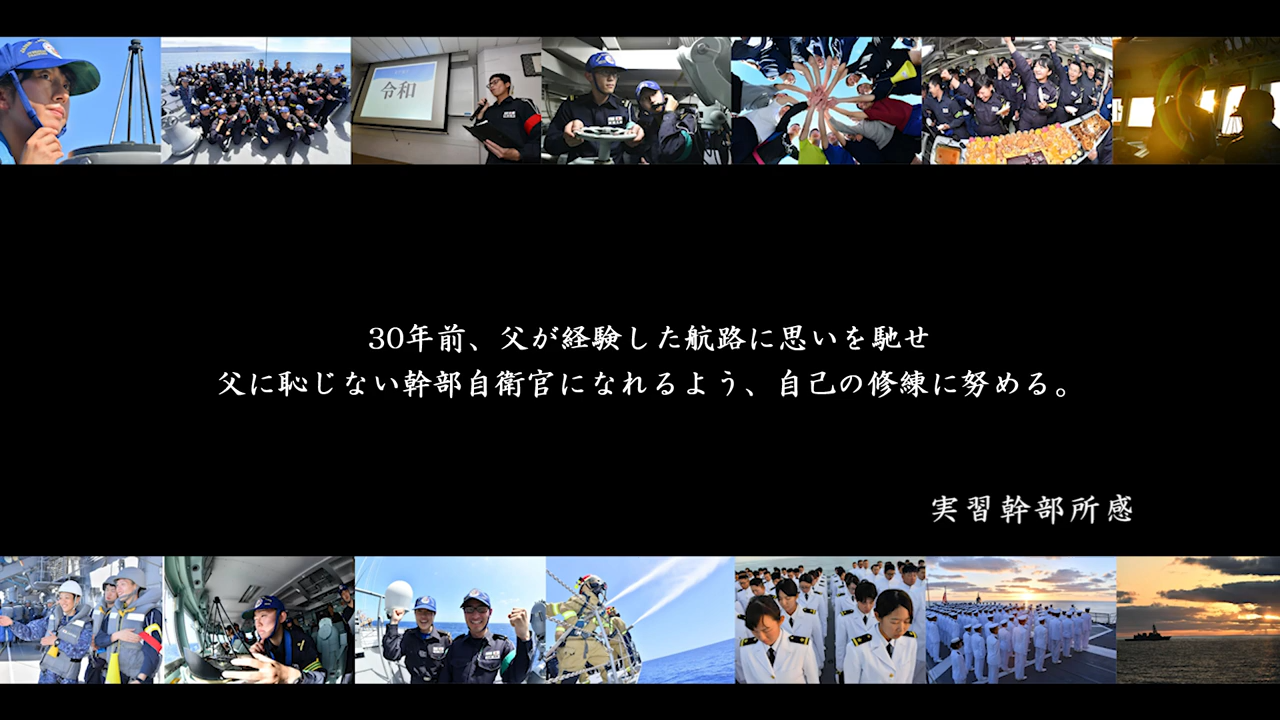 令和
30年前、父が経験した航路に思いを馳せ
父に恥じない幹部自衛官になれるよう、自己の修練に努める。
実習幹部所感